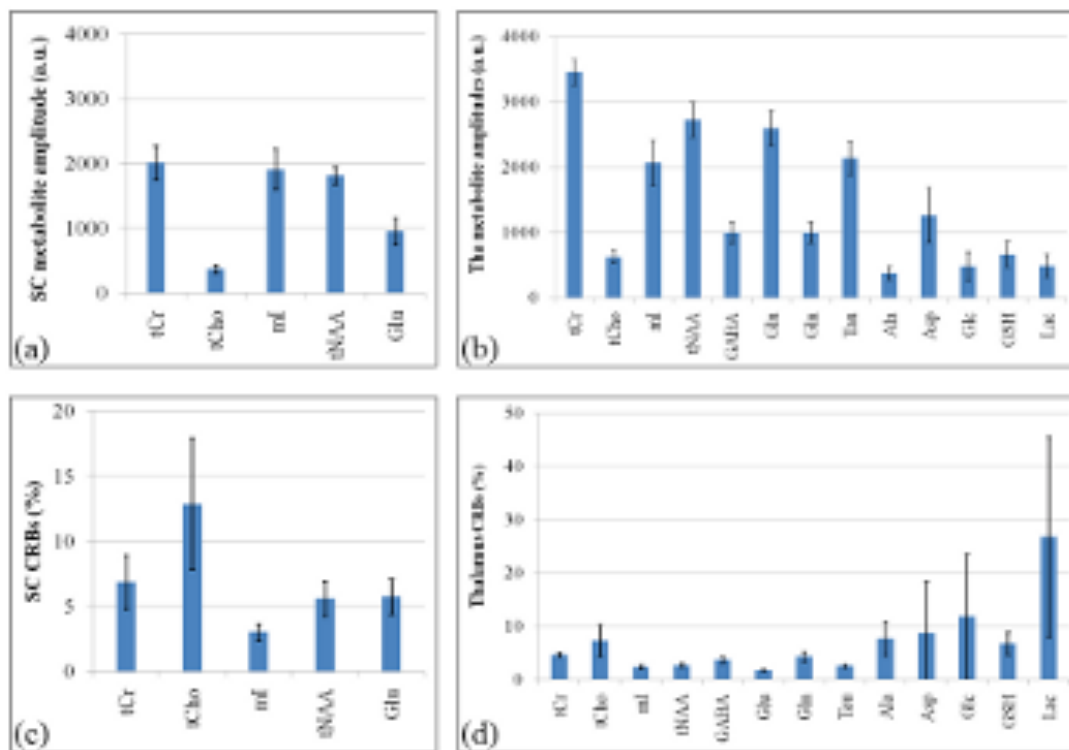 SC metabolite amplitude (a.u.)
4000
3000
2000
1000
0
tCr
tCho
mI
tNAA
Glu
(a)
Tha metabolite amplitudes (a.u.)
4000
3000
2000
1000
0
tCr
tCho
mI
tNAA
GABA
Glu
Gln
Tau
Ala
Asp
Glc
GSH
Lac
(b)
SC CRBs (%)
20
15
10
5
0
tCr
tCho
mI
tNAA
Glu
(c)
Thalamus CRBs (%)
50
40
30
20
10
0
tCr
tCho
mI
tNAA
GABA
Glu
Gln
Tau
Ala
Asp
Glc
GSH
Lac
(d)